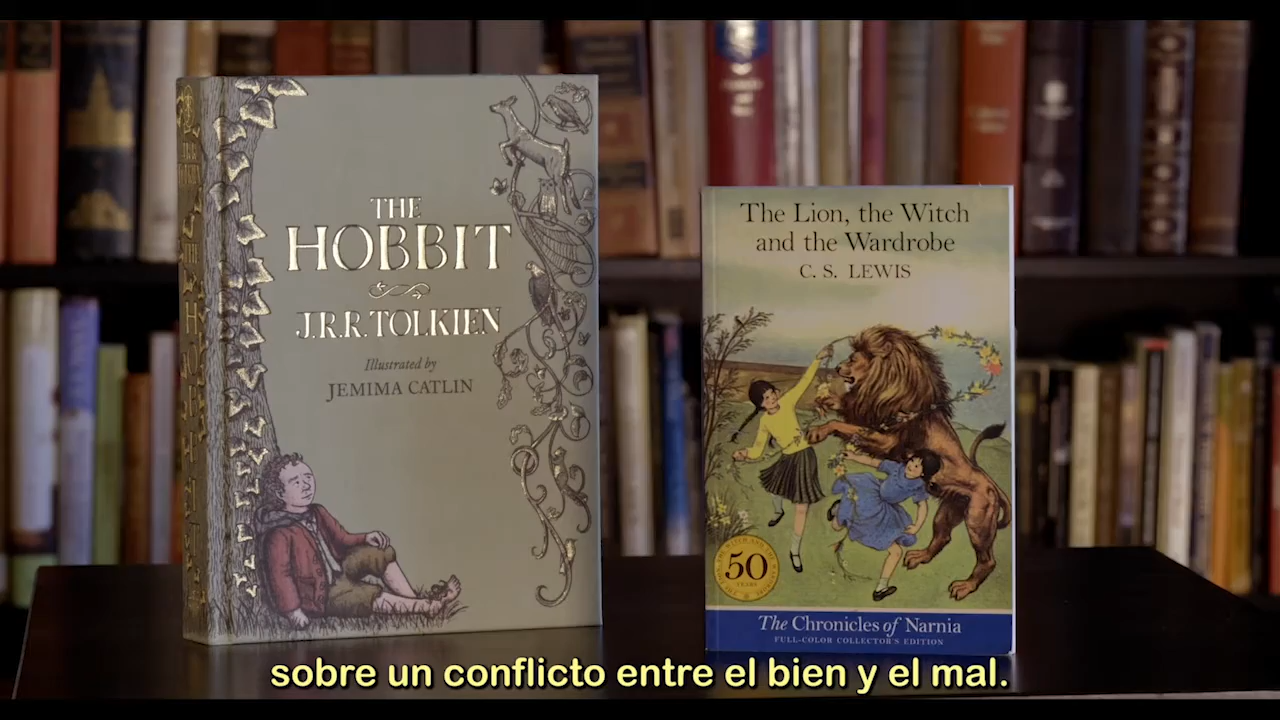 THE
HOBBIT
J.R.R. TOLKIEN
Illustrated by
JEMIMA CATLIN
The Lion, the Witch
and the Wardrobe
C. S. LEWIS
50
YEARS
The Chronicles of Narnia
FULL-COLOR COLLECTOR'S EDITION
sobre un conflicto entre el bien y el mal.